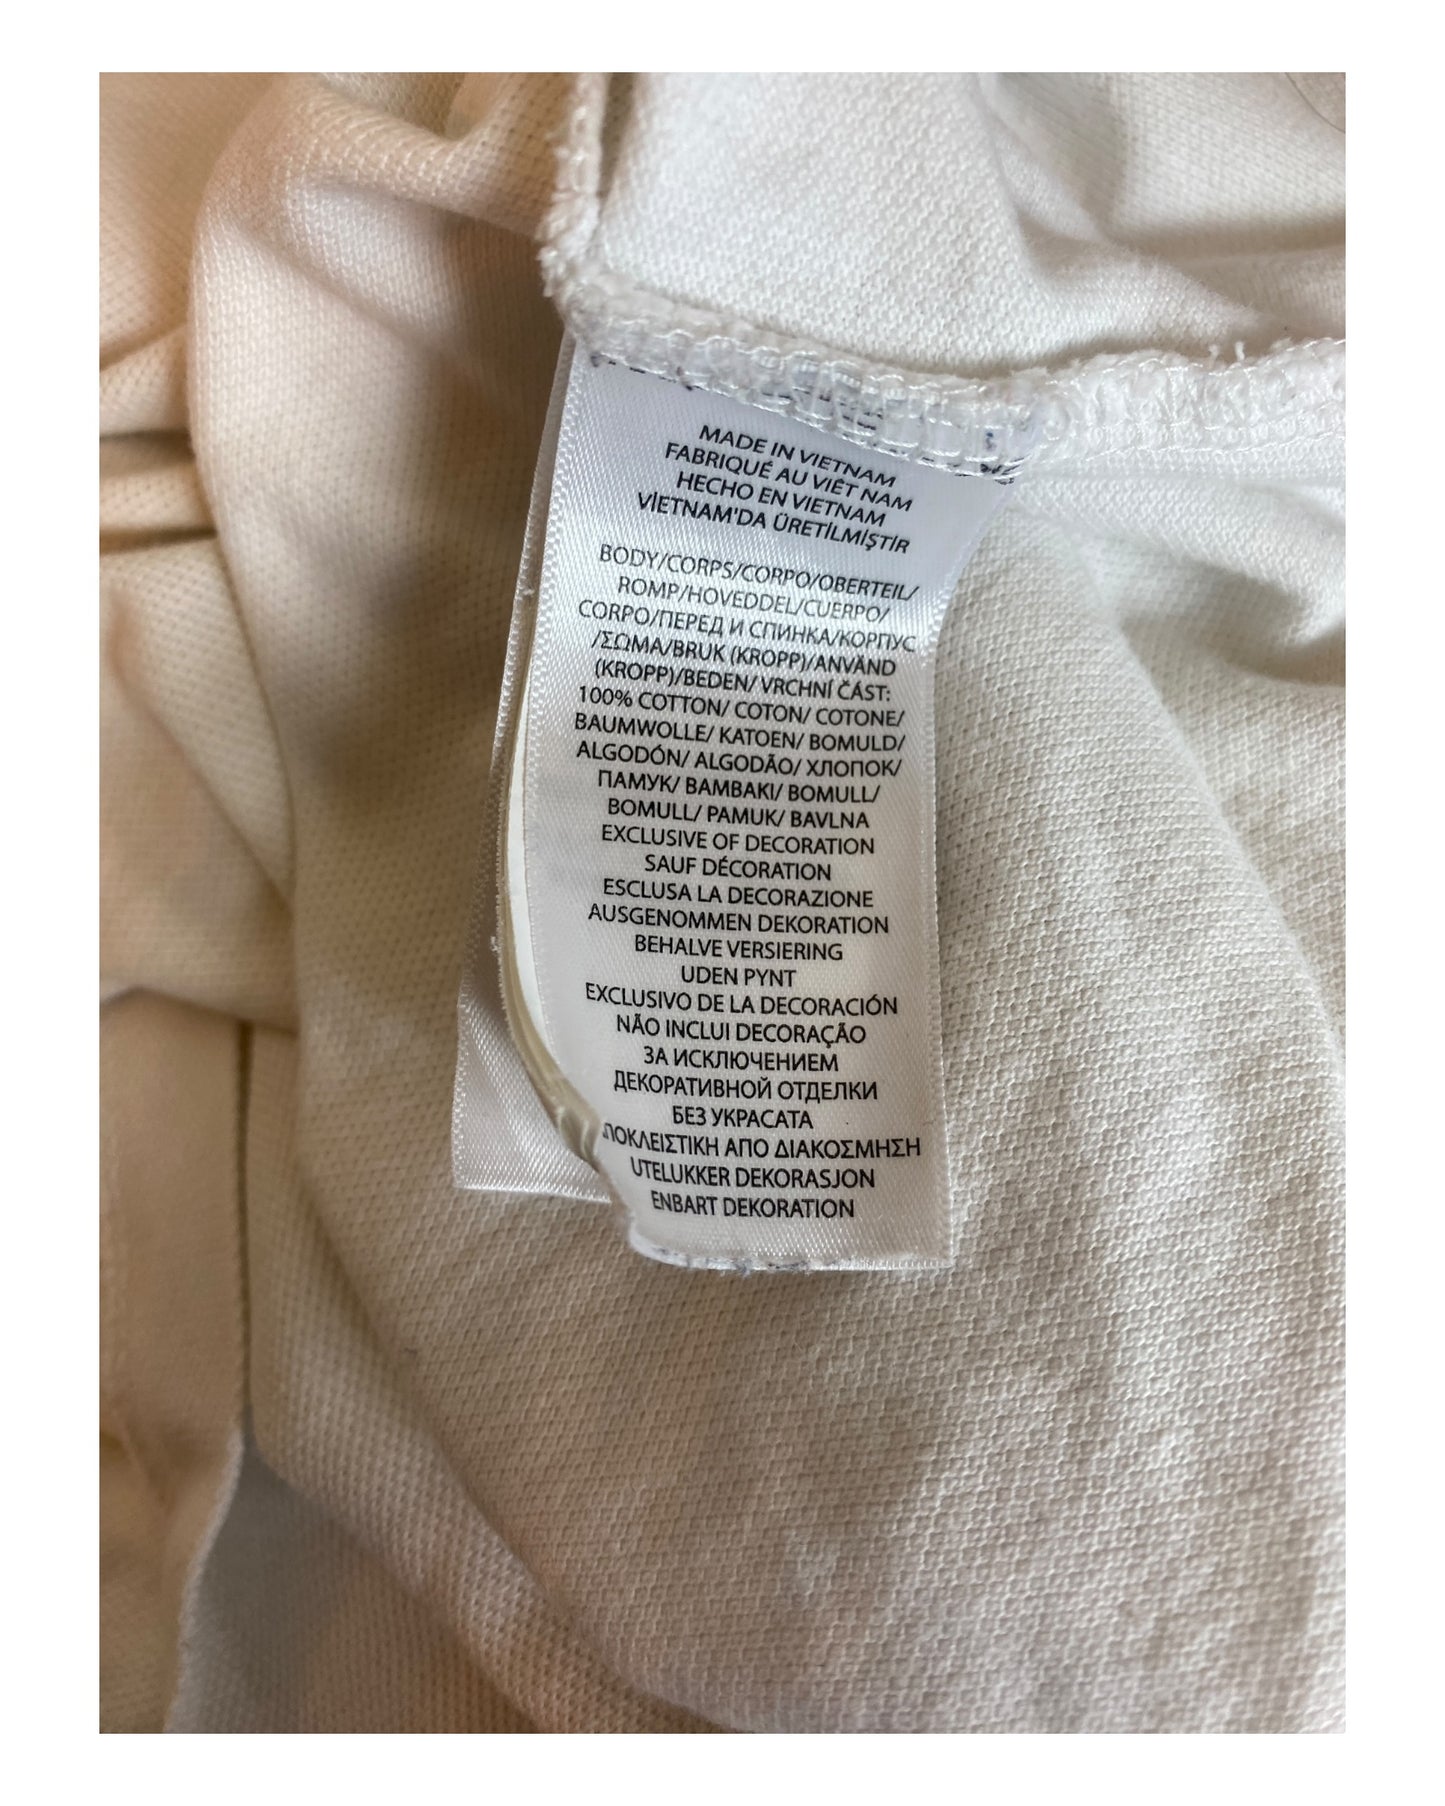 MADE IN VIETNAM
FABRIQUÉ AU VIÊT NAM
HECHO EN VIETNAM
VİETNAM'DA ÜRETİLMİŞTİR
BODY/CORPS/CORPO/OBERTEIL/
ROMP/HOVEDDEL/CUERPO/
CORPO/ПЕРЕД И СПИНКА/КОРПУС
/ΣΩΜΑ/BRUK (KROPP)/ANVÄND
(KROPP)/BEDEN/ VRCHNÍ ČÁST:
100% COTTON/ COTON/ COTONE/
BAUMWOLLE/ KATOEN/ BOMULD/
ALGODÓN/ ALGODÃO/ ХЛОПОК/
ПАМУК/ ΒΑΜΒΑΚΙ/ BOMULL/
BOMULL/ PAMUK/ BAVLNA
EXCLUSIVE OF DECORATION
SAUF DÉCORATION
ESCLUSA LA DECORAZIONE
AUSGENOMMEN DEKORATION
BEHALVE VERSIERING
UDEN PYNT
EXCLUSIVO DE LA DECORACIÓN
NÃO INCLUI DECORAÇÃO
ЗА ИСКЛЮЧЕНИЕМ
ДЕКОРАТИВНОЙ ОТДЕЛКИ
БЕЗ УКРАСАТА
ΑΠΟ ΔΙΑΚΟΣΜΗΣΗ
UTELUKKER DEKORASJON
ENBART DEKORATION